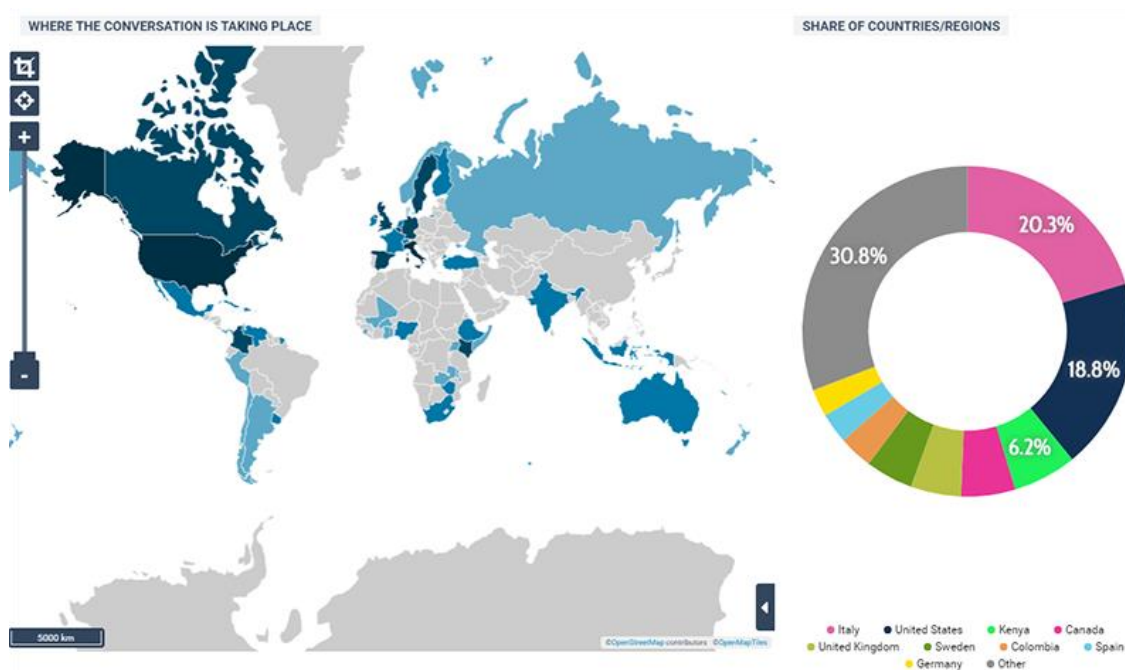 WHERE THE CONVERSATION IS TAKING PLACE
SHARE OF COUNTRIES/REGIONS
+
-
5000 km
©OpenStreetMap contributors ©OpenMapTiles
20.3%
30.8%
18.8%
6.2%
Italy United States Kenya Canada
United Kingdom Sweden Colombia Spain
Germany Other